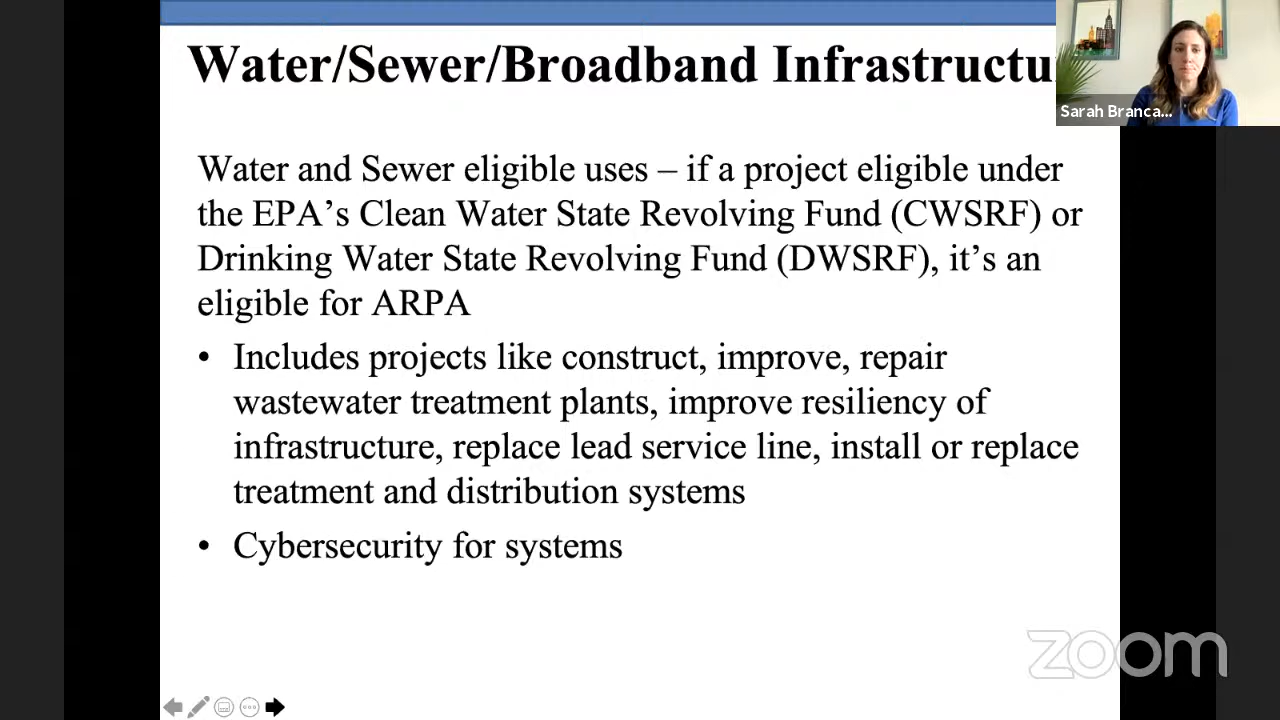 Water/Sewer/Broadband Infrastructu
Sarah Branca...
Water and Sewer eligible uses – if a project eligible under
the EPA’s Clean Water State Revolving Fund (CWSRF) or
Drinking Water State Revolving Fund (DWSRF), it’s an
eligible for ARPA
• Includes projects like construct, improve, repair
wastewater treatment plants, improve resiliency of
infrastructure, replace lead service line, install or replace
treatment and distribution systems
• Cybersecurity for systems
zoom